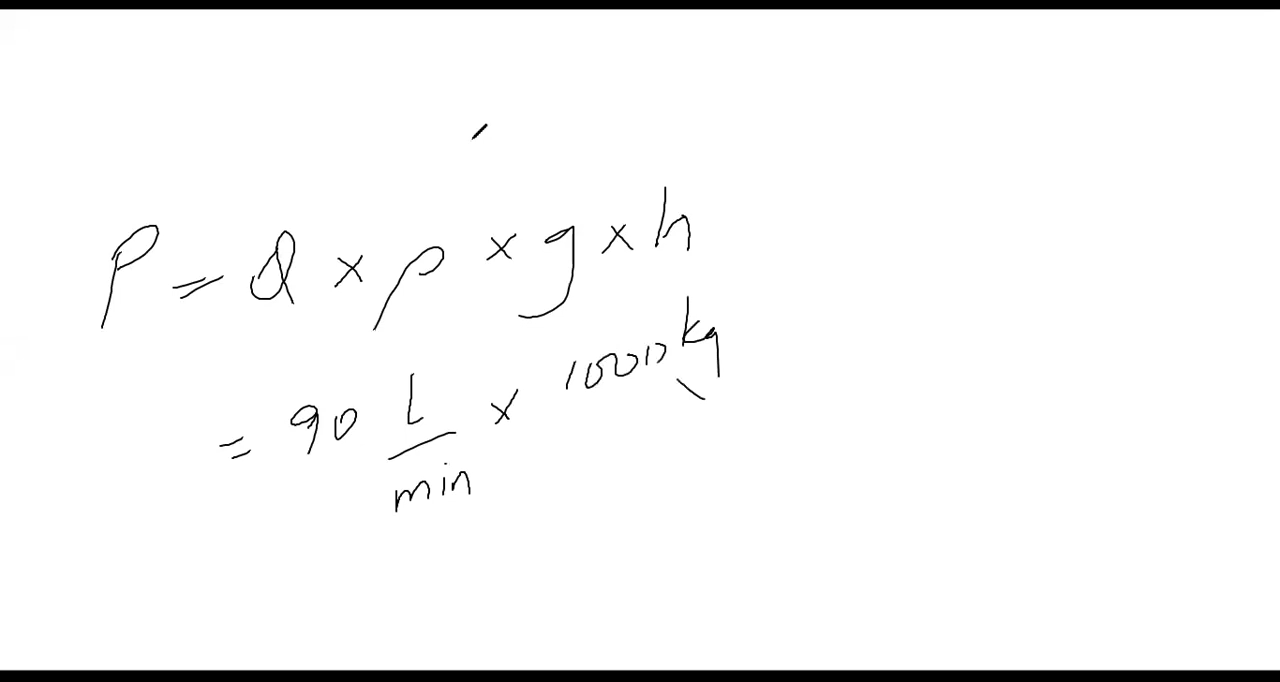 P = Q × ρ × g × h
= 90 L/min × 1000 kg